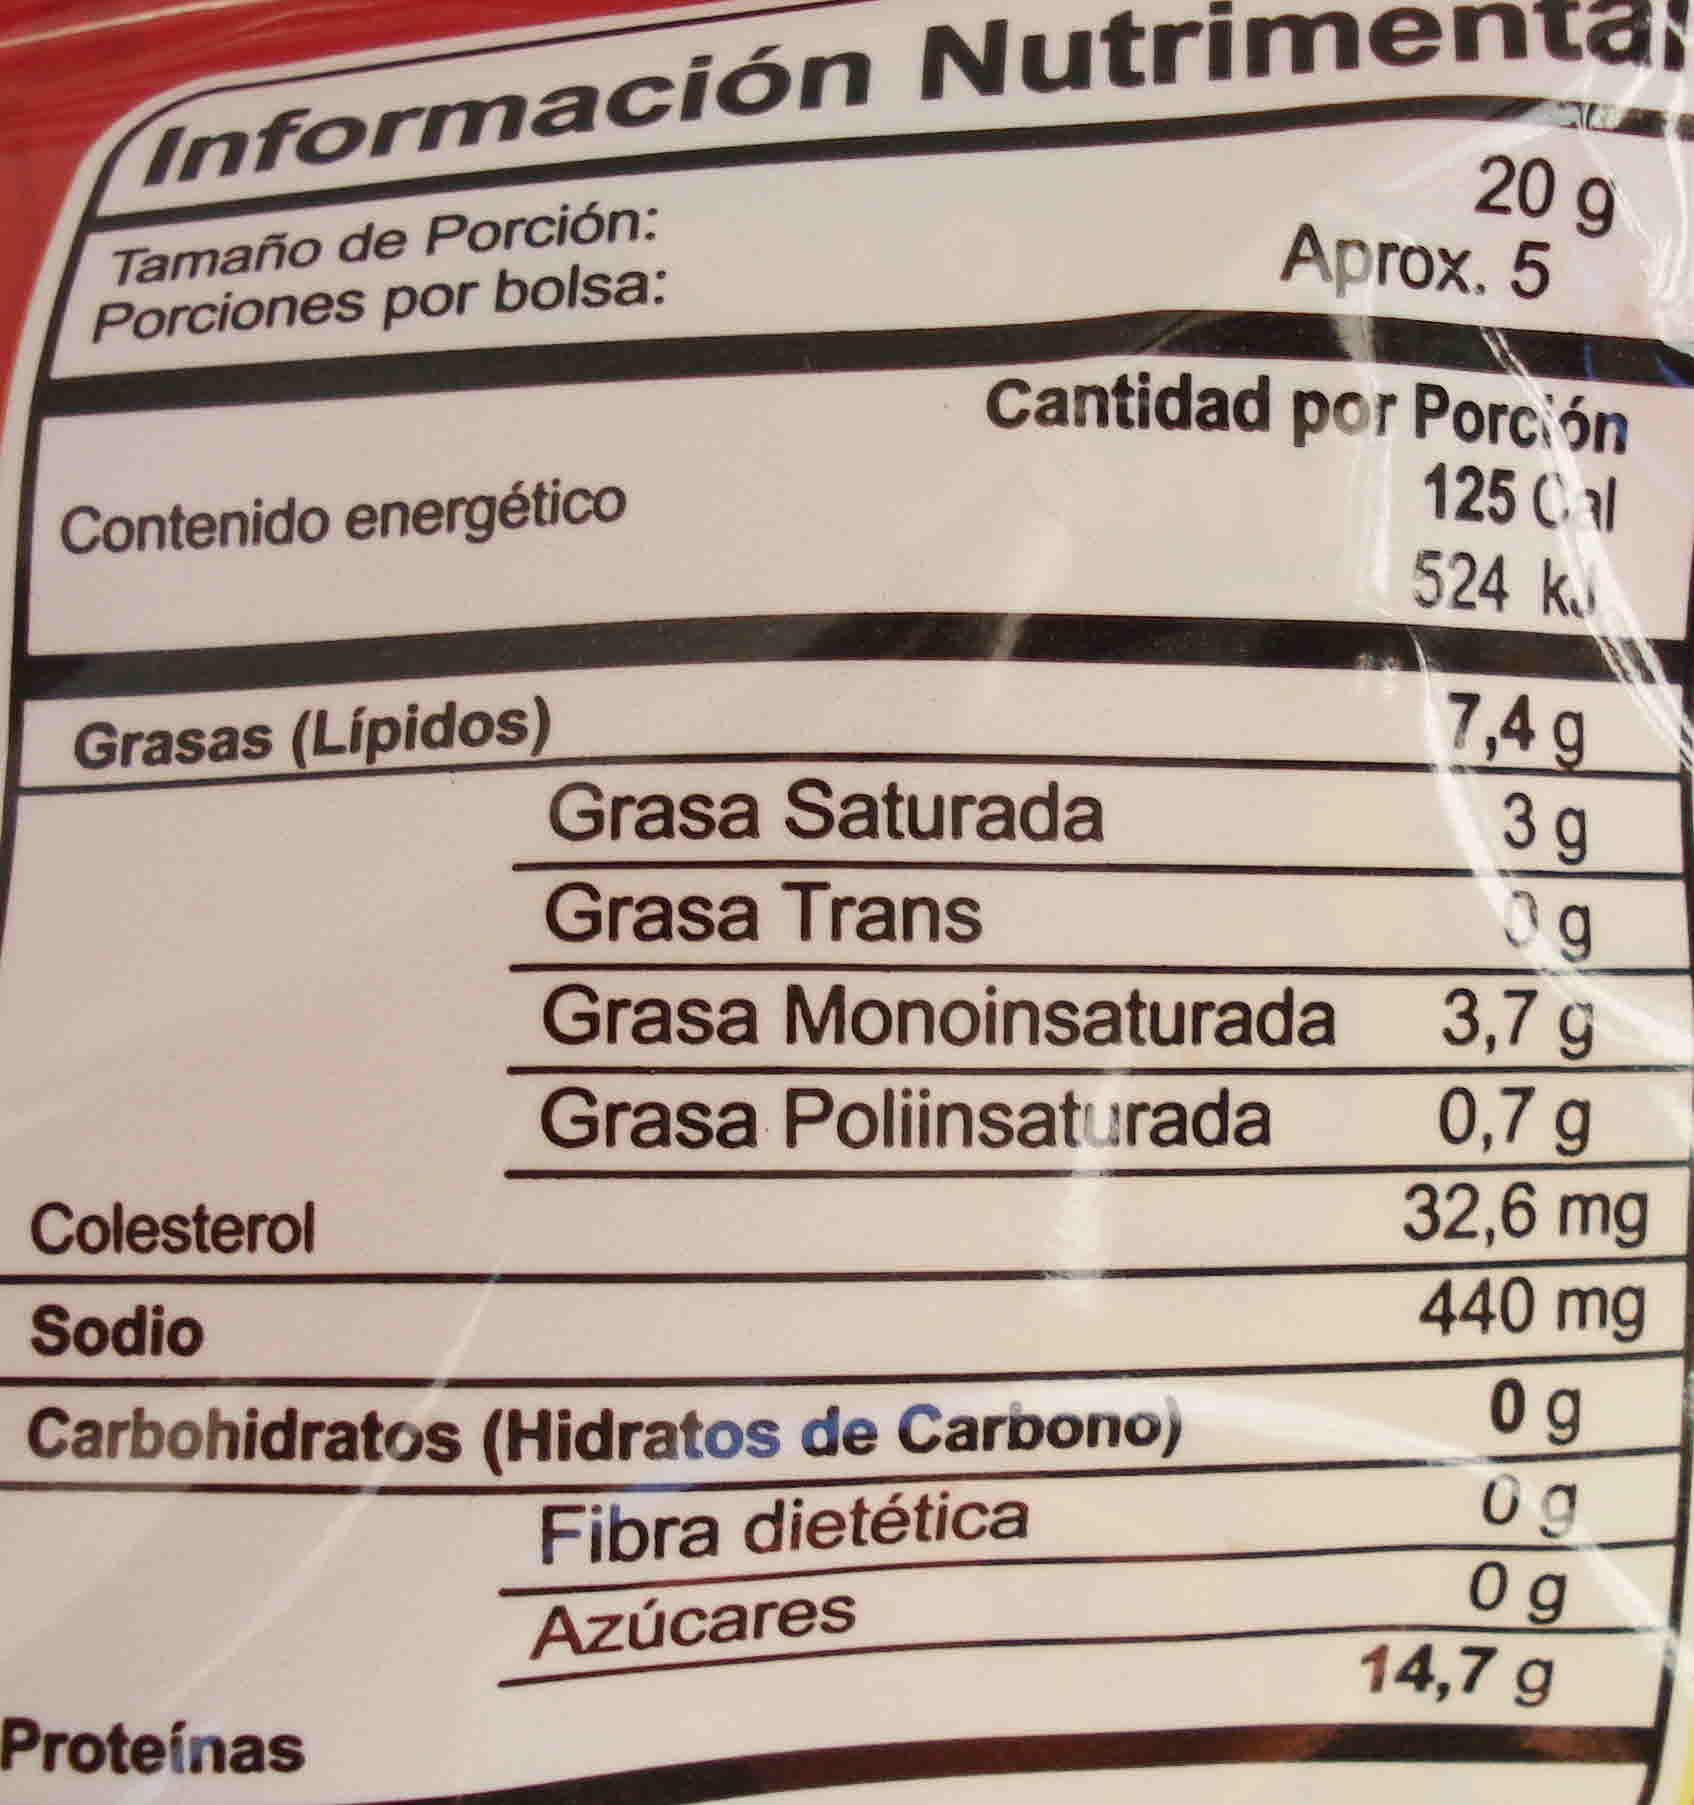 Información Nutrimental
Tamaño de Porción: 20 g
Porciones por bolsa: Aprox. 5
Cantidad por Porción
Contenido energético 125 Cal
524 kJ
Grasas (Lípidos) 7,4 g
Grasa Saturada 3 g
Grasa Trans 0 g
Grasa Monoinsaturada 3,7 g
Grasa Poliinsaturada 0,7 g
Colesterol 32,6 mg
Sodio 440 mg
Carbohidratos (Hidratos de Carbono) 0 g
Fibra dietética 0 g
Azúcares 0 g
Proteínas 14,7 g